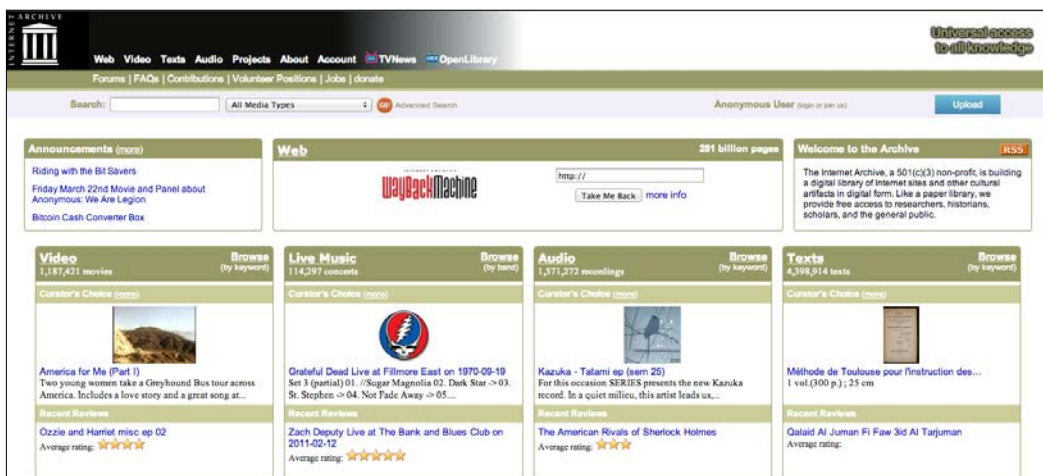 INTERNET ARCHIVE
Universal access
to all knowledge
Web Video Texts Audio Projects About Account TVNews OpenLibrary
Forums | FAQs | Contributions | Volunteer Positions | Jobs | donate
Search: All Media Types GO! Advanced Search Anonymous User (login or join us) Upload
Announcements (more)
Riding with the Bit Savers
Friday March 22nd Movie and Panel about
Anonymous: We Are Legion
Bitcoin Cash Converter Box
Web 281 billion pages
INTERNET ARCHIVE
WayBackMachine
http://
Take Me Back more info
Welcome to the Archive RSS
The Internet Archive, a 501(c)(3) non-profit, is building
a digital library of Internet sites and other cultural
artifacts in digital form. Like a paper library, we
provide free access to researchers, historians,
scholars, and the general public.
Video Browse
1,187,421 movies (by keyword)
Curator's Choice (more)
America for Me (Part I)
Two young women take a Greyhound Bus tour across
America. Includes a love story and a great song at...
Recent Reviews
Ozzie and Harriet misc ep 02
Average rating:
Live Music Browse
114,297 concerts (by band)
Curator's Choice (more)
Grateful Dead Live at Fillmore East on 1970-09-19
Set 3 (partial) 01. //Sugar Magnolia 02. Dark Star -> 03.
St. Stephen -> 04. Not Fade Away -> 05....
Recent Reviews
Zach Deputy Live at The Bank and Blues Club on
2011-02-12
Average rating:
Audio Browse
1,571,272 recordings (by keyword)
Curator's Choice (more)
Kazuka - Tatami ep (sem 25)
For this occasion SERIES presents the new Kazuka
record. In a quiet milieu, this artist leads us,...
Recent Reviews
The American Rivals of Sherlock Holmes
Average rating:
Texts Browse
4,398,914 texts (by keyword)
Curator's Choice (more)
Méthode de Toulouse pour l'instruction des...
1 vol.(300 p.) ; 25 cm
Recent Reviews
Qalaid Al Juman Fi Faw 3id Al Tarjuman
Average rating: